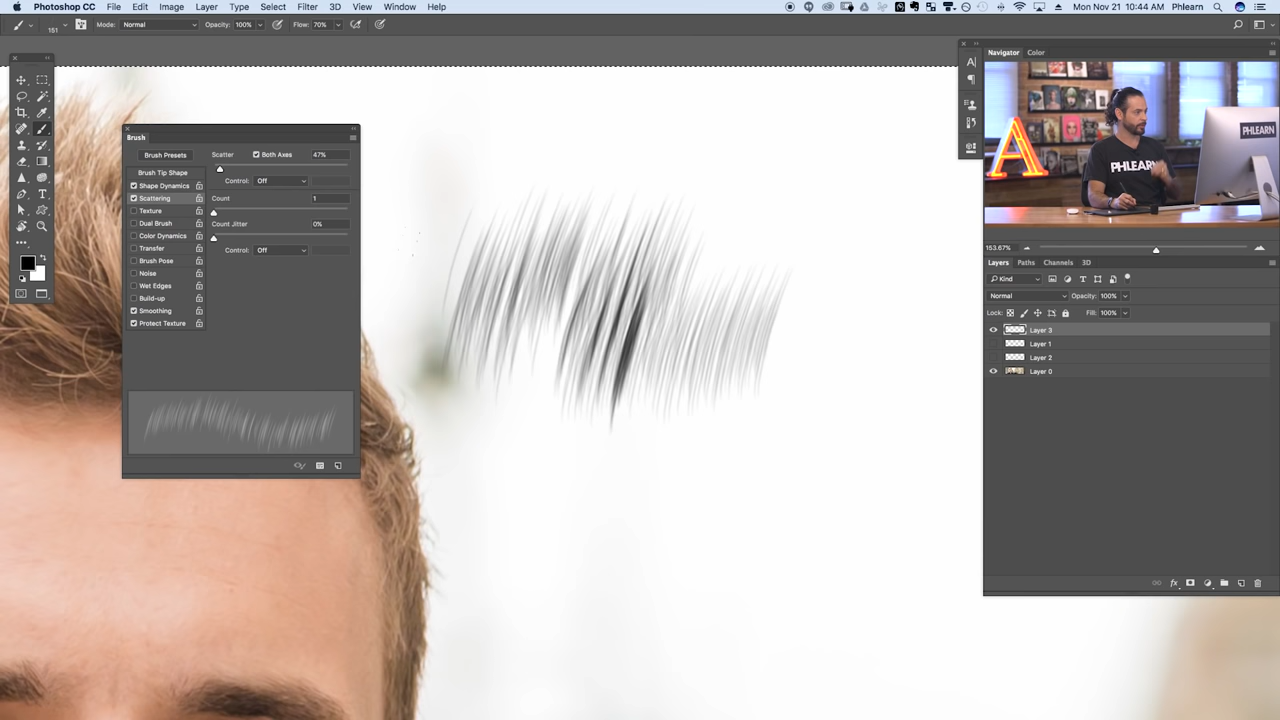 Photoshop CC File Edit Image Layer Type Select Filter 3D View Window Help Mon Nov 21 10:44 AM Phlearn
151 Mode: Normal Opacity: 100% Flow: 70%
Navigator Color
PHLEARN
PHLEARN
A
153.67%
Brush
Brush Presets Scatter Both Axes 47%
Brush Tip Shape
Control: Off
Shape Dynamics
Scattering Count 1
Texture
Dual Brush Count Jitter 0%
Color Dynamics
Transfer Control: Off
Brush Pose
Noise
Wet Edges
Build-up
Smoothing
Protect Texture
Layers Paths Channels 3D
Kind
Normal Opacity: 100%
Lock: Fill: 100%
Layer 3
Layer 1
Layer 2
Layer 0
fx